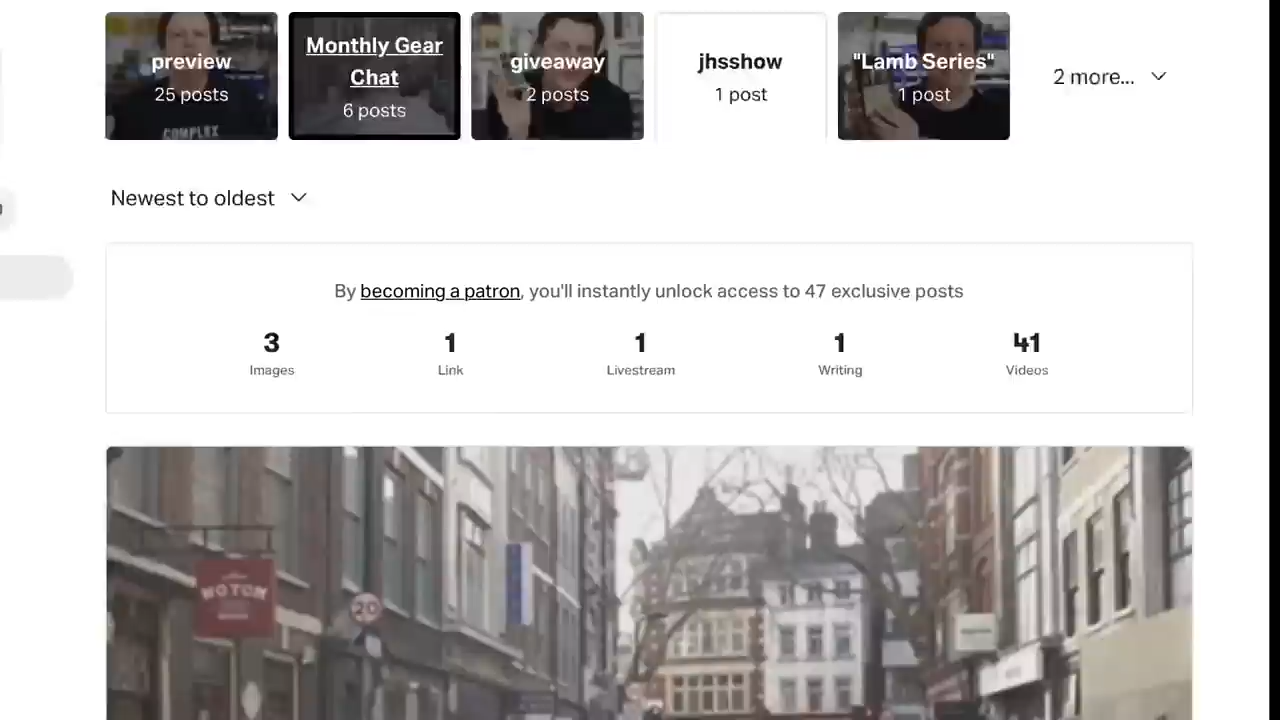 preview
25 posts
Monthly Gear
Chat
6 posts
giveaway
2 posts
jhsshow
1 post
"Lamb Series"
1 post
2 more...
COMPLEX
Newest to oldest
By becoming a patron, you'll instantly unlock access to 47 exclusive posts
3
Images
1
Link
1
Livestream
1
Writing
41
Videos
20